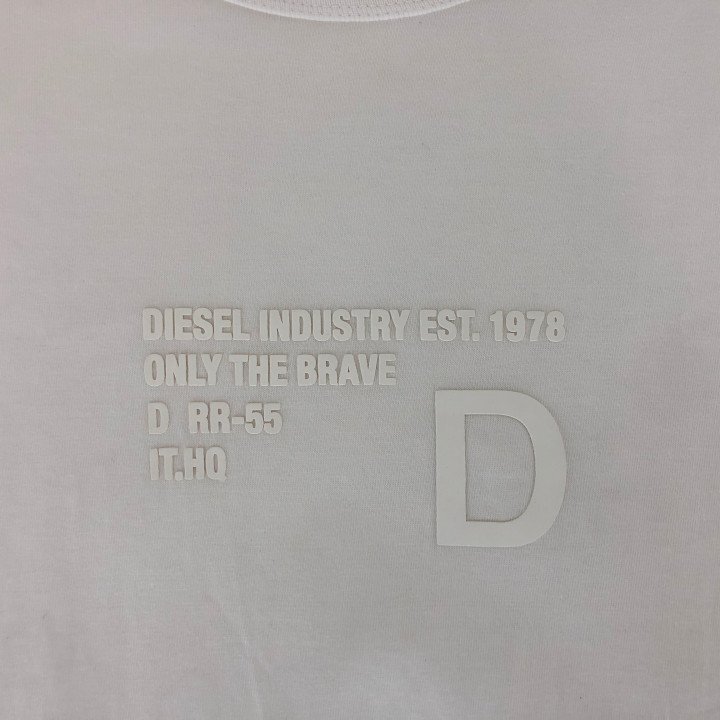 DIESEL INDUSTRY EST. 1978
ONLY THE BRAVE
D RR-55
IT.HQ
D